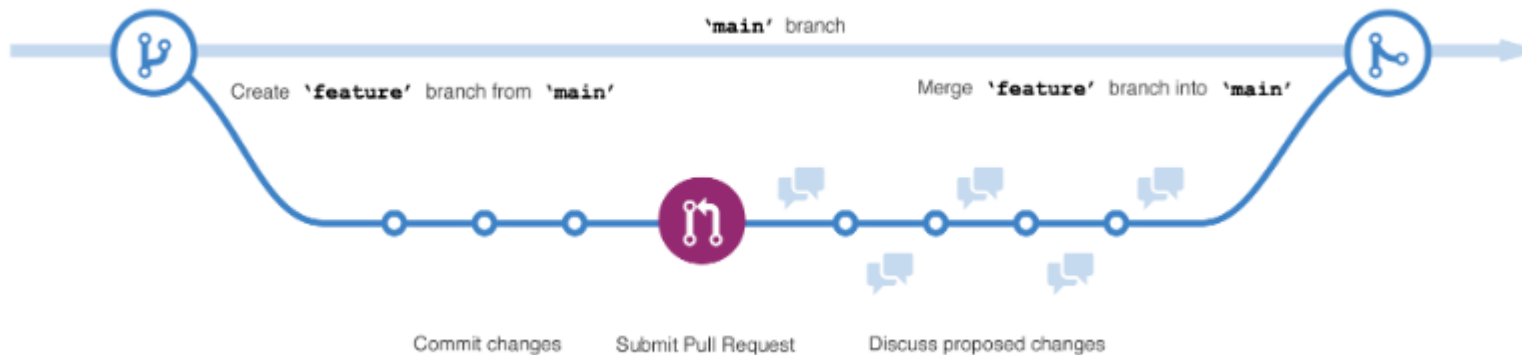 ‵main′ branch
Create ‵feature′ branch from ‵main′
Merge ‵feature′ branch into ‵main′
Commit changes
Submit Pull Request
Discuss proposed changes